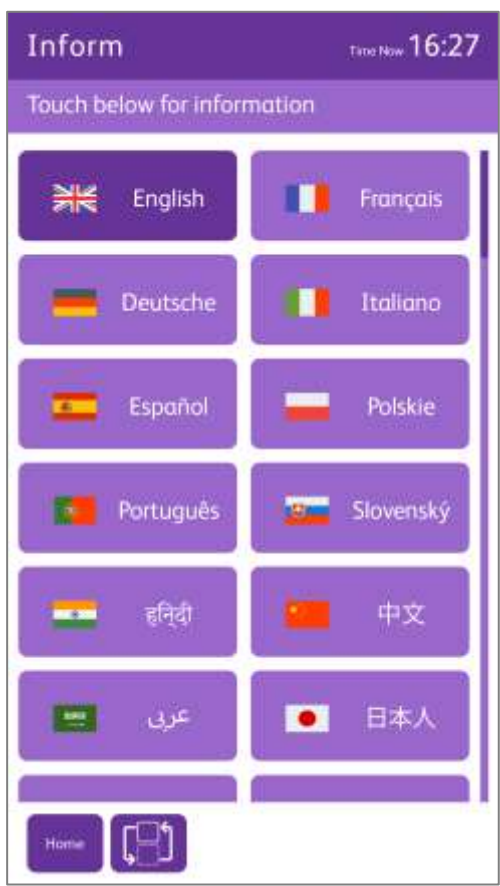 Inform
Time Now 16:27
Touch below for information
English
Français
Deutsche
Italiano
Español
Polskie
Português
Slovenský
हनि्दी
中文
عربى
日本人
Home